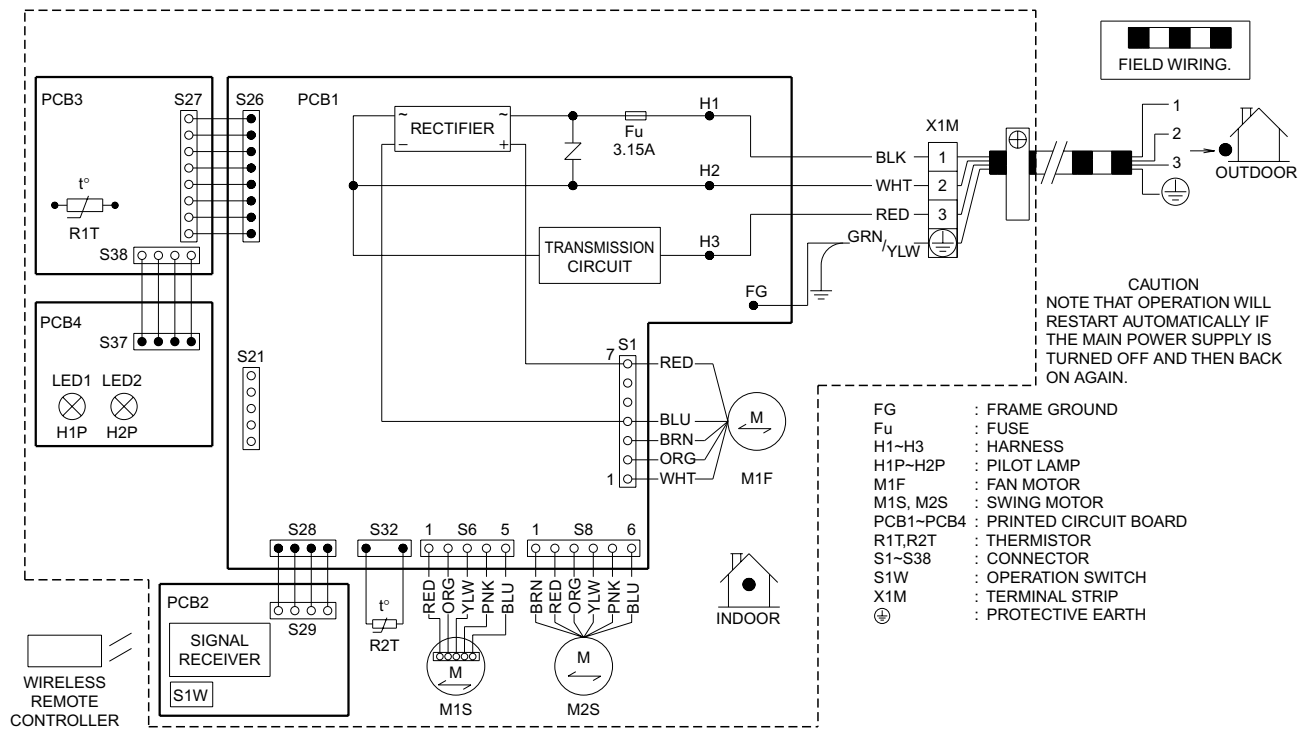 FIELD WIRING.
PCB3
S27
S26
PCB1
H1
RECTIFIER
~
~
−
+
Fu
3.15A
X1M
1
2
3
OUTDOOR
BLK
1
H2
WHT
2
t°
R1T
RED
3
S38
TRANSMISSION
CIRCUIT
H3
GRN/YLW
FG
PCB4
S37
LED1 LED2
H1P H2P
S21
S1
7
RED
BLU
BRN
ORG
1
WHT
M
M1F
CAUTION
NOTE THAT OPERATION WILL
RESTART AUTOMATICALLY IF
THE MAIN POWER SUPPLY IS
TURNED OFF AND THEN BACK
ON AGAIN.
FG : FRAME GROUND
Fu : FUSE
H1~H3 : HARNESS
H1P~H2P : PILOT LAMP
M1F : FAN MOTOR
M1S, M2S : SWING MOTOR
PCB1~PCB4 : PRINTED CIRCUIT BOARD
R1T,R2T : THERMISTOR
S1~S38 : CONNECTOR
S1W : OPERATION SWITCH
X1M : TERMINAL STRIP
: PROTECTIVE EARTH
S28
S32
1 S6 5
1 S8 6
RED
ORG
YLW
PNK
BLU
BRN
RED
ORG
YLW
PNK
BLU
INDOOR
PCB2
S29
SIGNAL
RECEIVER
S1W
t°
R2T
M
M1S
M
M2S
WIRELESS
REMOTE
CONTROLLER